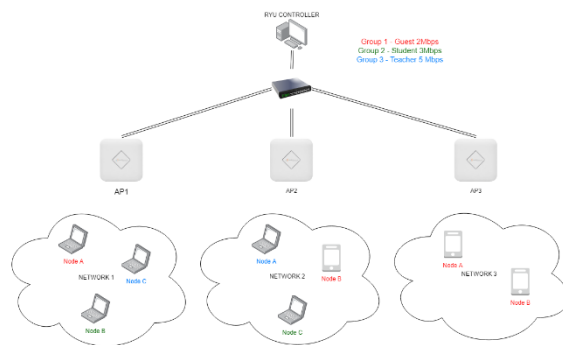 RYU CONTROLLER
Group 1 - Guest 2Mbps
Group 2 - Student 3Mbps
Group 3 - Teacher 5 Mbps
AP1
AP2
AP3
Node A
NETWORK 1
Node C
Node B
Node A
NETWORK 2
Node B
Node C
Node A
NETWORK 3
Node B